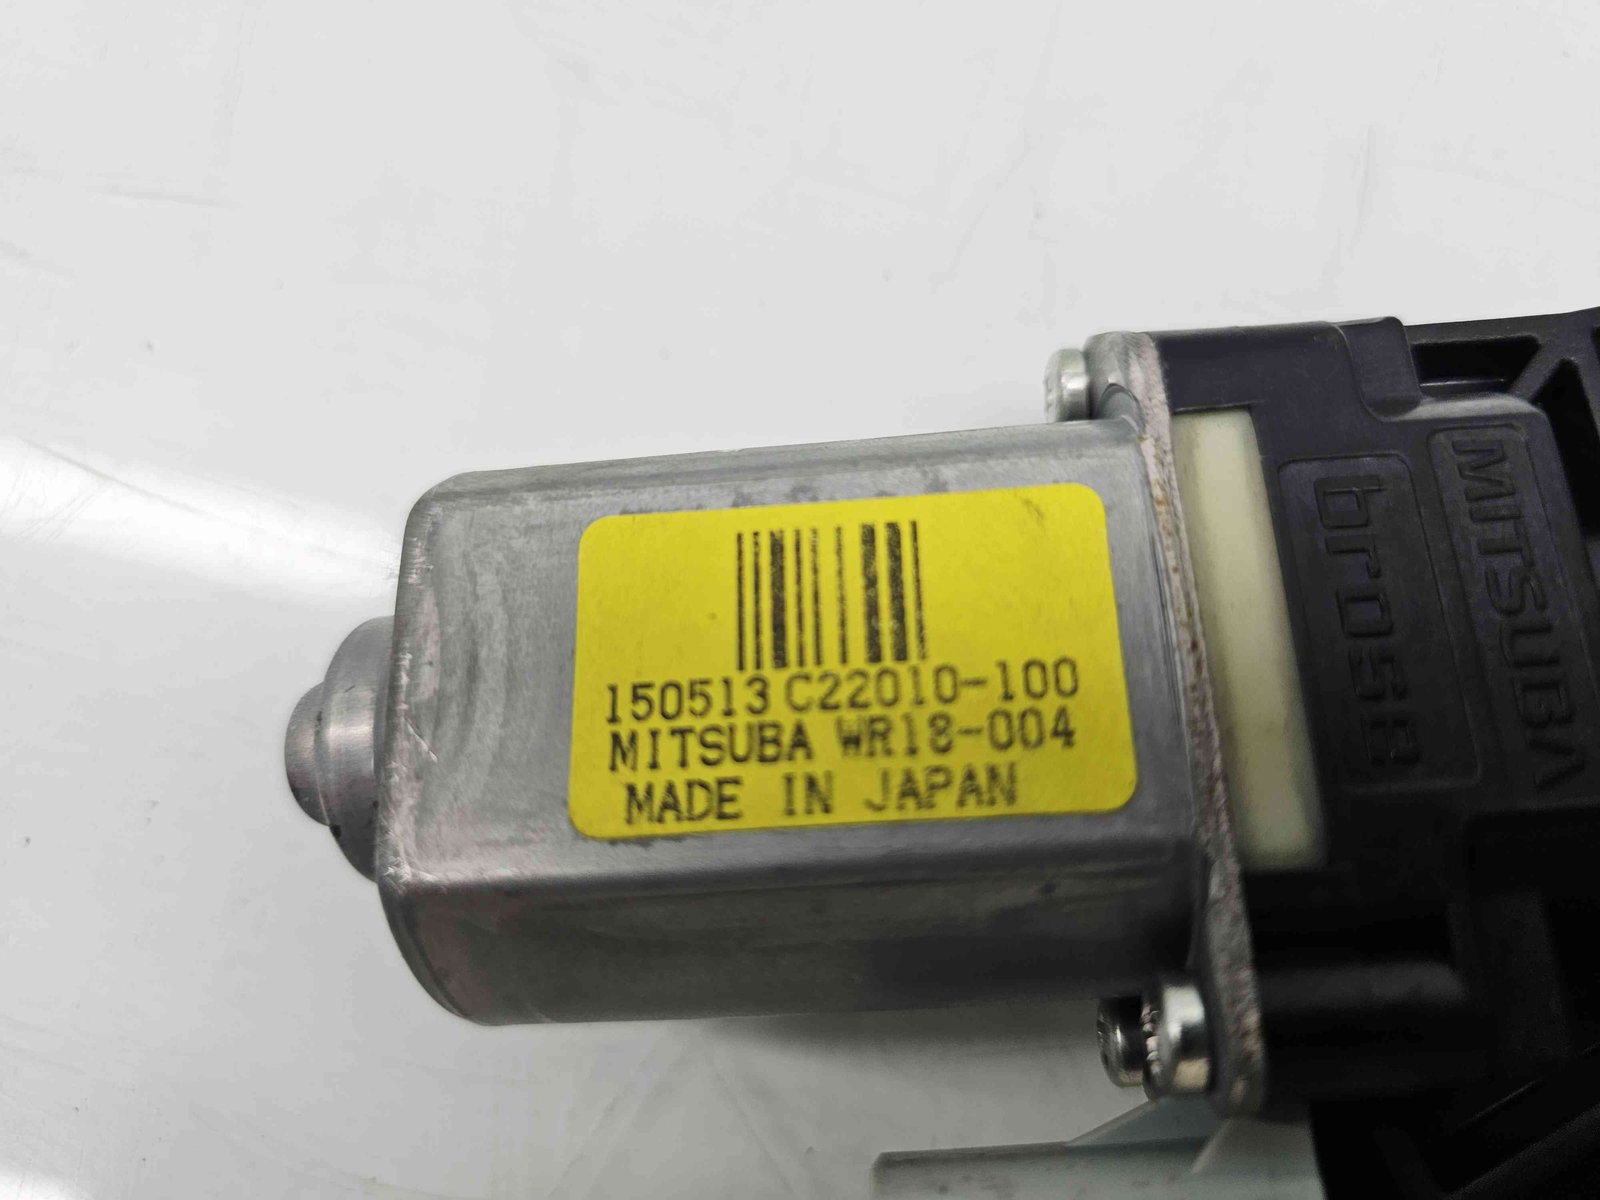 150513 C22010-100
MITSUBA WR18-004
MADE IN JAPAN
brose
MITSUBA